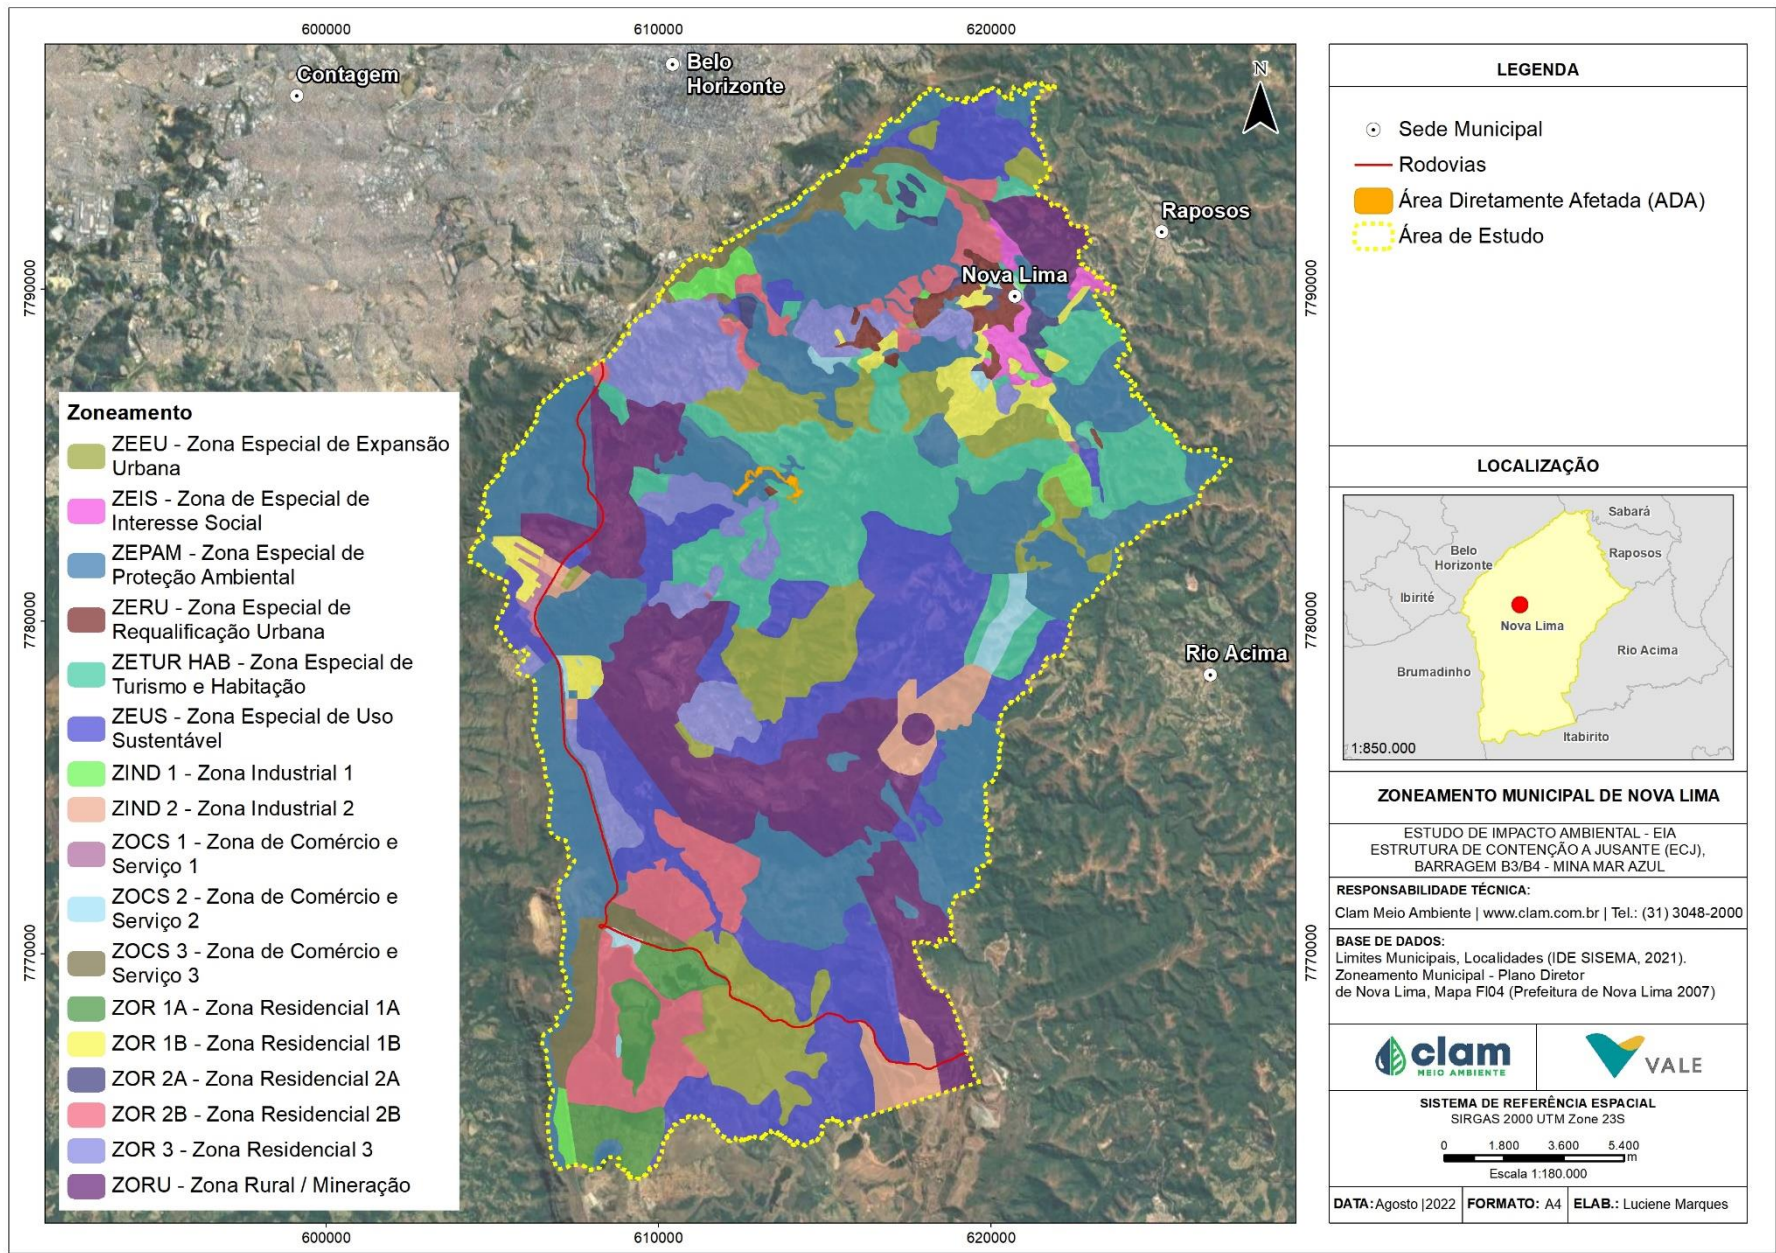 600000
610000
620000
Contagem
Belo
Horizonte
N
Raposos
Nova Lima
Rio Acima
7790000
7780000
7770000
7790000
7780000
7770000
Zoneamento
ZEEU - Zona Especial de Expansão
Urbana
ZEIS - Zona de Especial de
Interesse Social
ZEPAM - Zona Especial de
Proteção Ambiental
ZERU - Zona Especial de
Requalificação Urbana
ZETUR HAB - Zona Especial de
Turismo e Habitação
ZEUS - Zona Especial de Uso
Sustentável
ZIND 1 - Zona Industrial 1
ZIND 2 - Zona Industrial 2
ZOCS 1 - Zona de Comércio e
Serviço 1
ZOCS 2 - Zona de Comércio e
Serviço 2
ZOCS 3 - Zona de Comércio e
Serviço 3
ZOR 1A - Zona Residencial 1A
ZOR 1B - Zona Residencial 1B
ZOR 2A - Zona Residencial 2A
ZOR 2B - Zona Residencial 2B
ZOR 3 - Zona Residencial 3
ZORU - Zona Rural / Mineração
600000
610000
620000
LEGENDA
Sede Municipal
Rodovias
Área Diretamente Afetada (ADA)
Área de Estudo
LOCALIZAÇÃO
Sabará
Belo
Horizonte
Raposos
Ibirité
Nova Lima
Rio Acima
Brumadinho
Itabirito
1:850.000
ZONEAMENTO MUNICIPAL DE NOVA LIMA
ESTUDO DE IMPACTO AMBIENTAL - EIA
ESTRUTURA DE CONTENÇÃO A JUSANTE (ECJ),
BARRAGEM B3/B4 - MINA MAR AZUL
RESPONSABILIDADE TÉCNICA:
Clam Meio Ambiente | www.clam.com.br | Tel.: (31) 3048-2000
BASE DE DADOS:
Limites Municipais, Localidades (IDE SISEMA, 2021).
Zoneamento Municipal - Plano Diretor
de Nova Lima, Mapa FI04 (Prefeitura de Nova Lima 2007)
clam
MEIO AMBIENTE
VALE
SISTEMA DE REFERÊNCIA ESPACIAL
SIRGAS 2000 UTM Zone 23S
0 1.800 3.600 5.400
m
Escala 1:180.000
DATA: Agosto |2022 FORMATO: A4 ELAB.: Luciene Marques